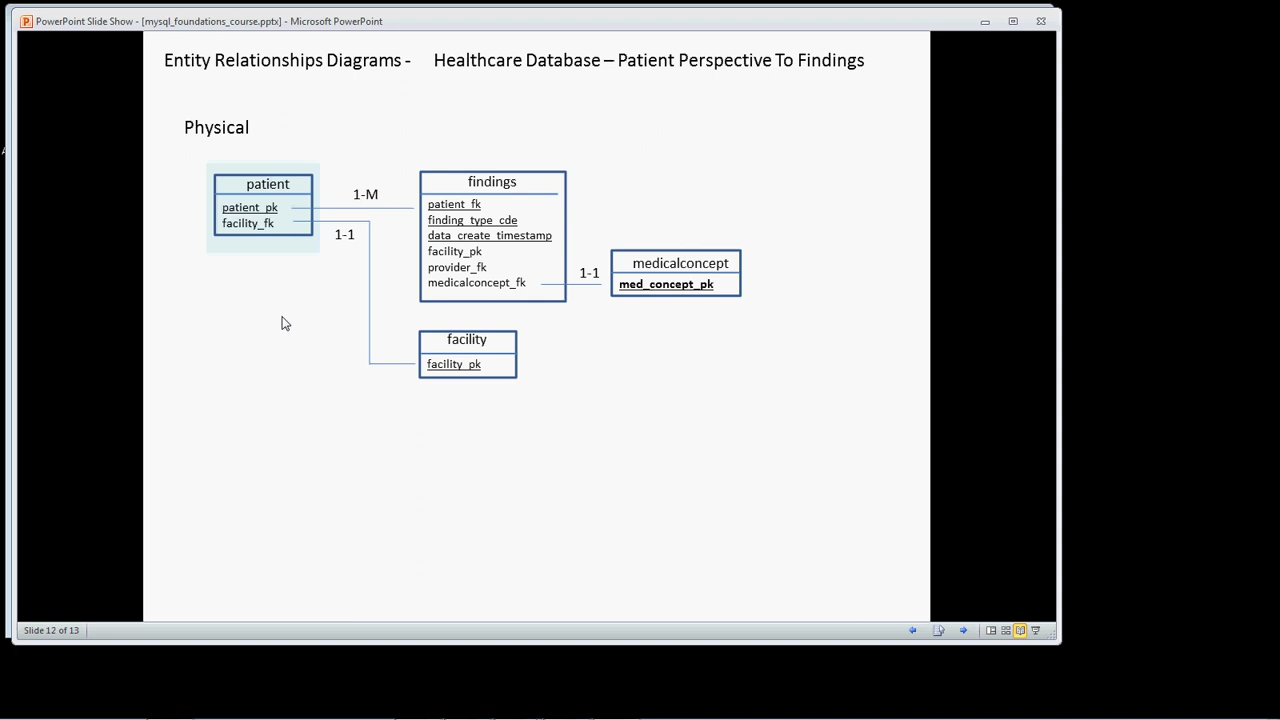 PowerPoint Slide Show - [mysql_foundations_course.pptx] - Microsoft PowerPoint
Entity Relationships Diagrams - Healthcare Database – Patient Perspective To Findings
Physical
patient
patient_pk
facility_fk
1-M
1-1
findings
patient_fk
finding_type_cde
data_create_timestamp
facility_pk
provider_fk
medicalconcept_fk
1-1
medicalconcept
med_concept_pk
facility
facility_pk
Slide 12 of 13